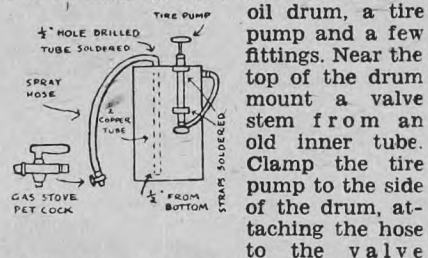 TIRE PUMP
¼" HOLE DRILLED
TUBE SOLDERED
SPRAY
HOSE
COPPER
TUBE
STRAPS SOLDERED
GAS STOVE
PET COCK
½" FROM
BOTTOM
oil drum, a tire
pump and a few
fittings. Near the
top of the drum
mount a valve
stem from an
old inner tube.
Clamp the tire
pump to the side
of the drum, at-
taching the hose
to the valve